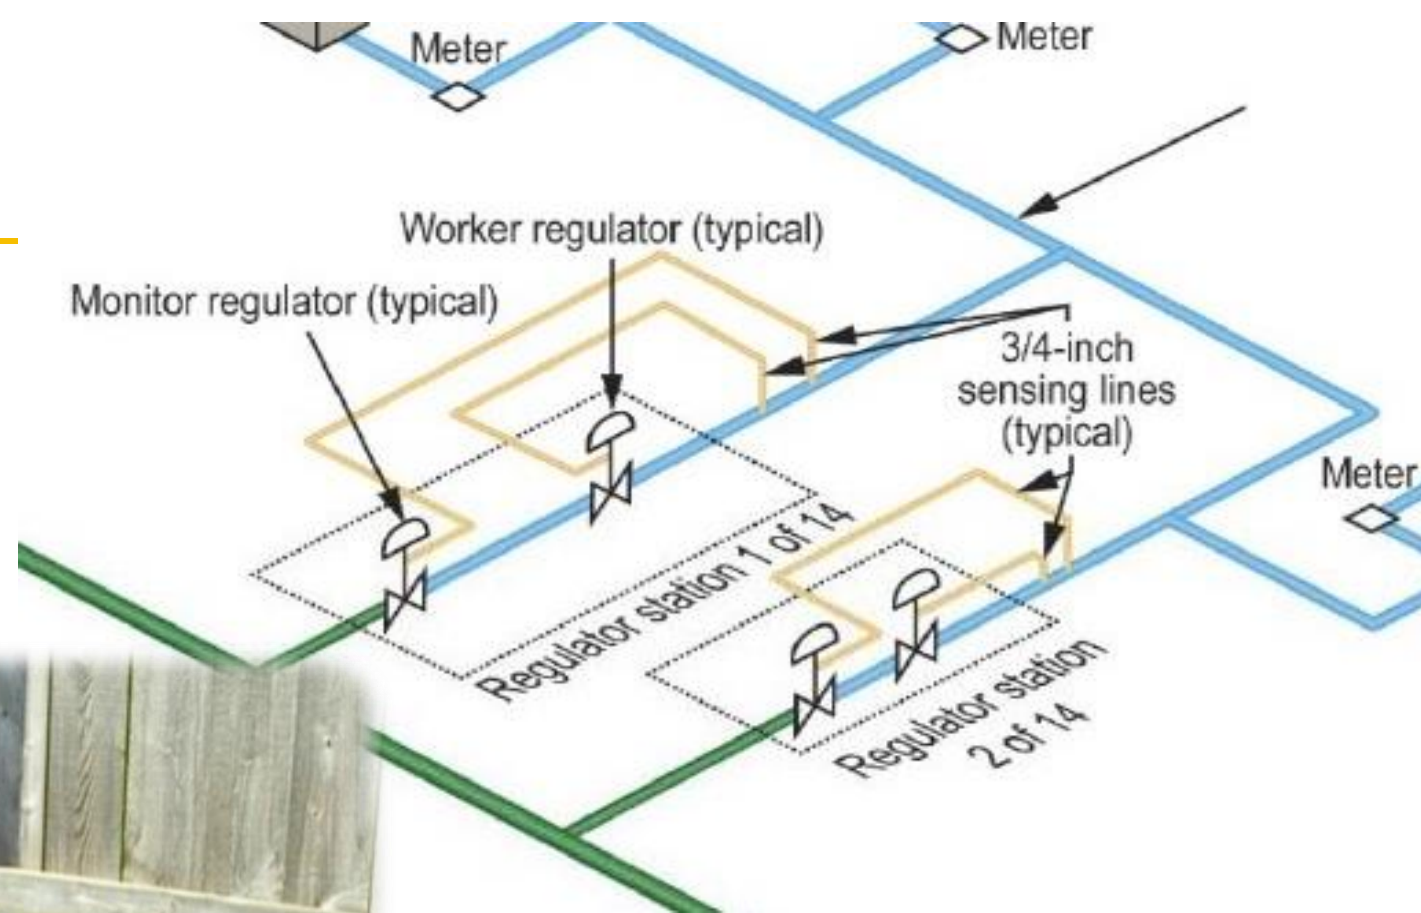 Meter
Meter
Worker regulator (typical)
Monitor regulator (typical)
3/4-inch
sensing lines
(typical)
Meter
Regulator station 1 of 14
Regulator station
2 of 14